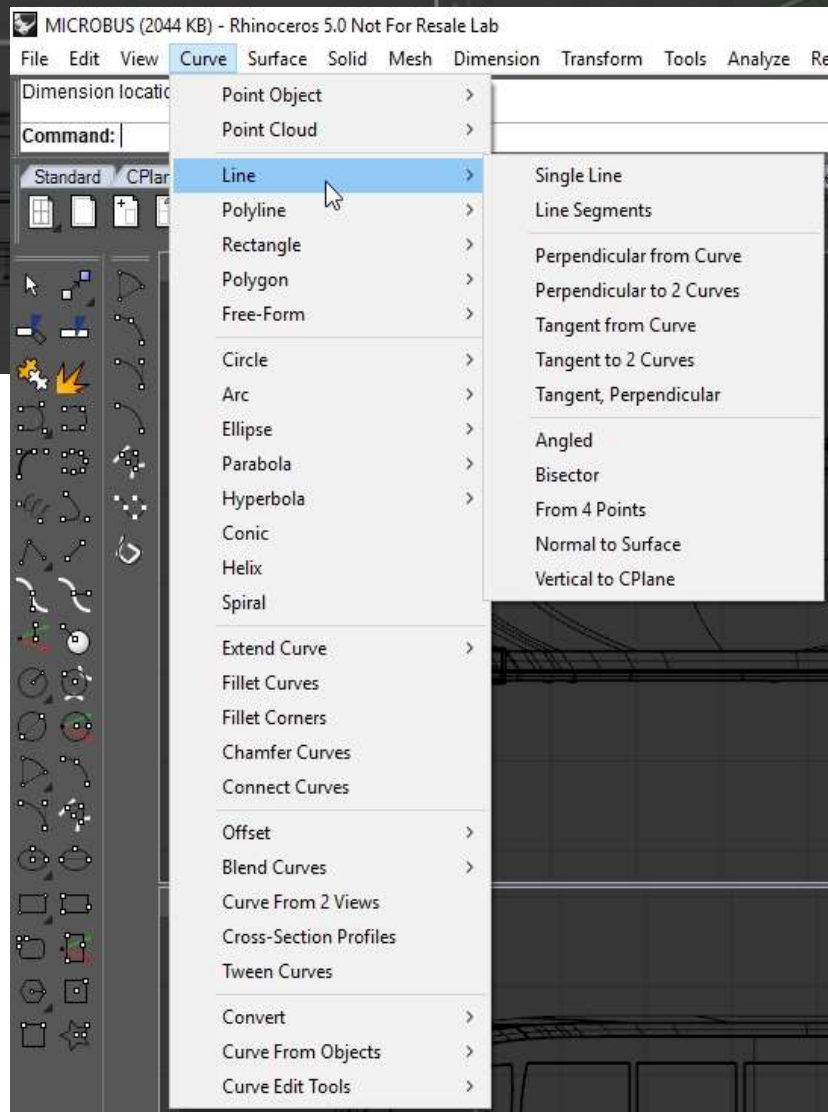 MICROBUS (2044 KB) - Rhinoceros 5.0 Not For Resale Lab
File Edit View Curve Surface Solid Mesh Dimension Transform Tools Analyze
Dimension
Command:
Standard
Point Object
Point Cloud
Line
Polyline
Rectangle
Polygon
Free-Form
Circle
Arc
Ellipse
Parabola
Hyperbola
Conic
Helix
Spiral
Extend Curve
Fillet Curves
Fillet Corners
Chamfer Curves
Connect Curves
Offset
Blend Curves
Curve From 2 Views
Cross-Section Profiles
Tween Curves
Convert
Curve From Objects
Curve Edit Tools
Single Line
Line Segments
Perpendicular from Curve
Perpendicular to 2 Curves
Tangent from Curve
Tangent to 2 Curves
Tangent, Perpendicular
Angled
Bisector
From 4 Points
Normal to Surface
Vertical to CPlane